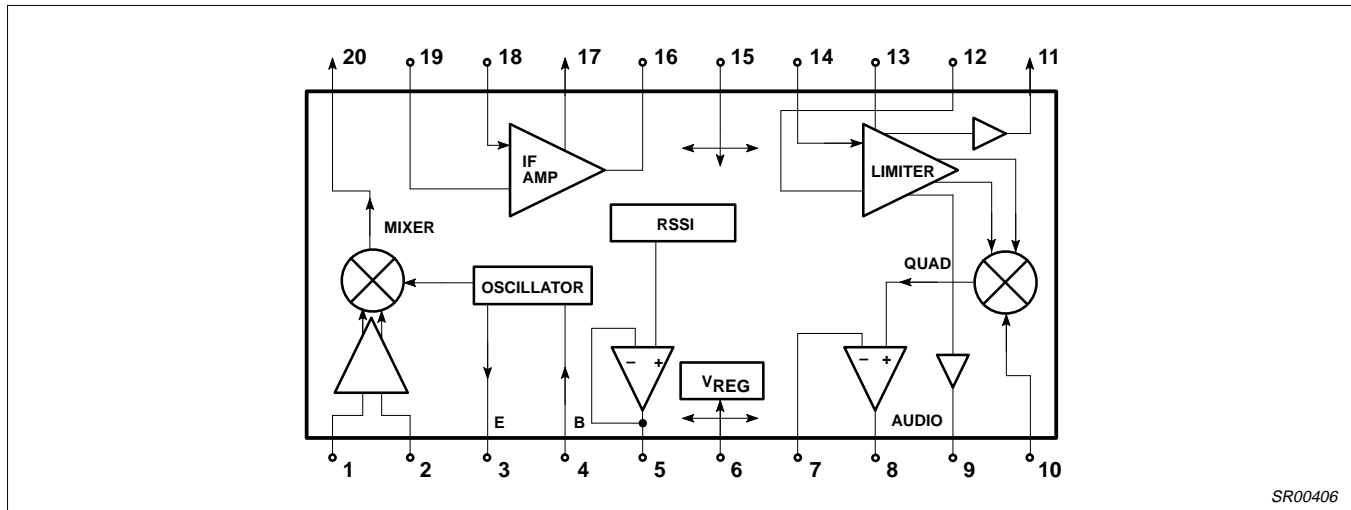 20 19 18 17 16 15 14 13 12 11
IF
AMP
LIMITER
RSSI
MIXER
QUAD
OSCILLATOR
− + VREG − +
E B AUDIO
1 2 3 4 5 6 7 8 9 10
SR00406